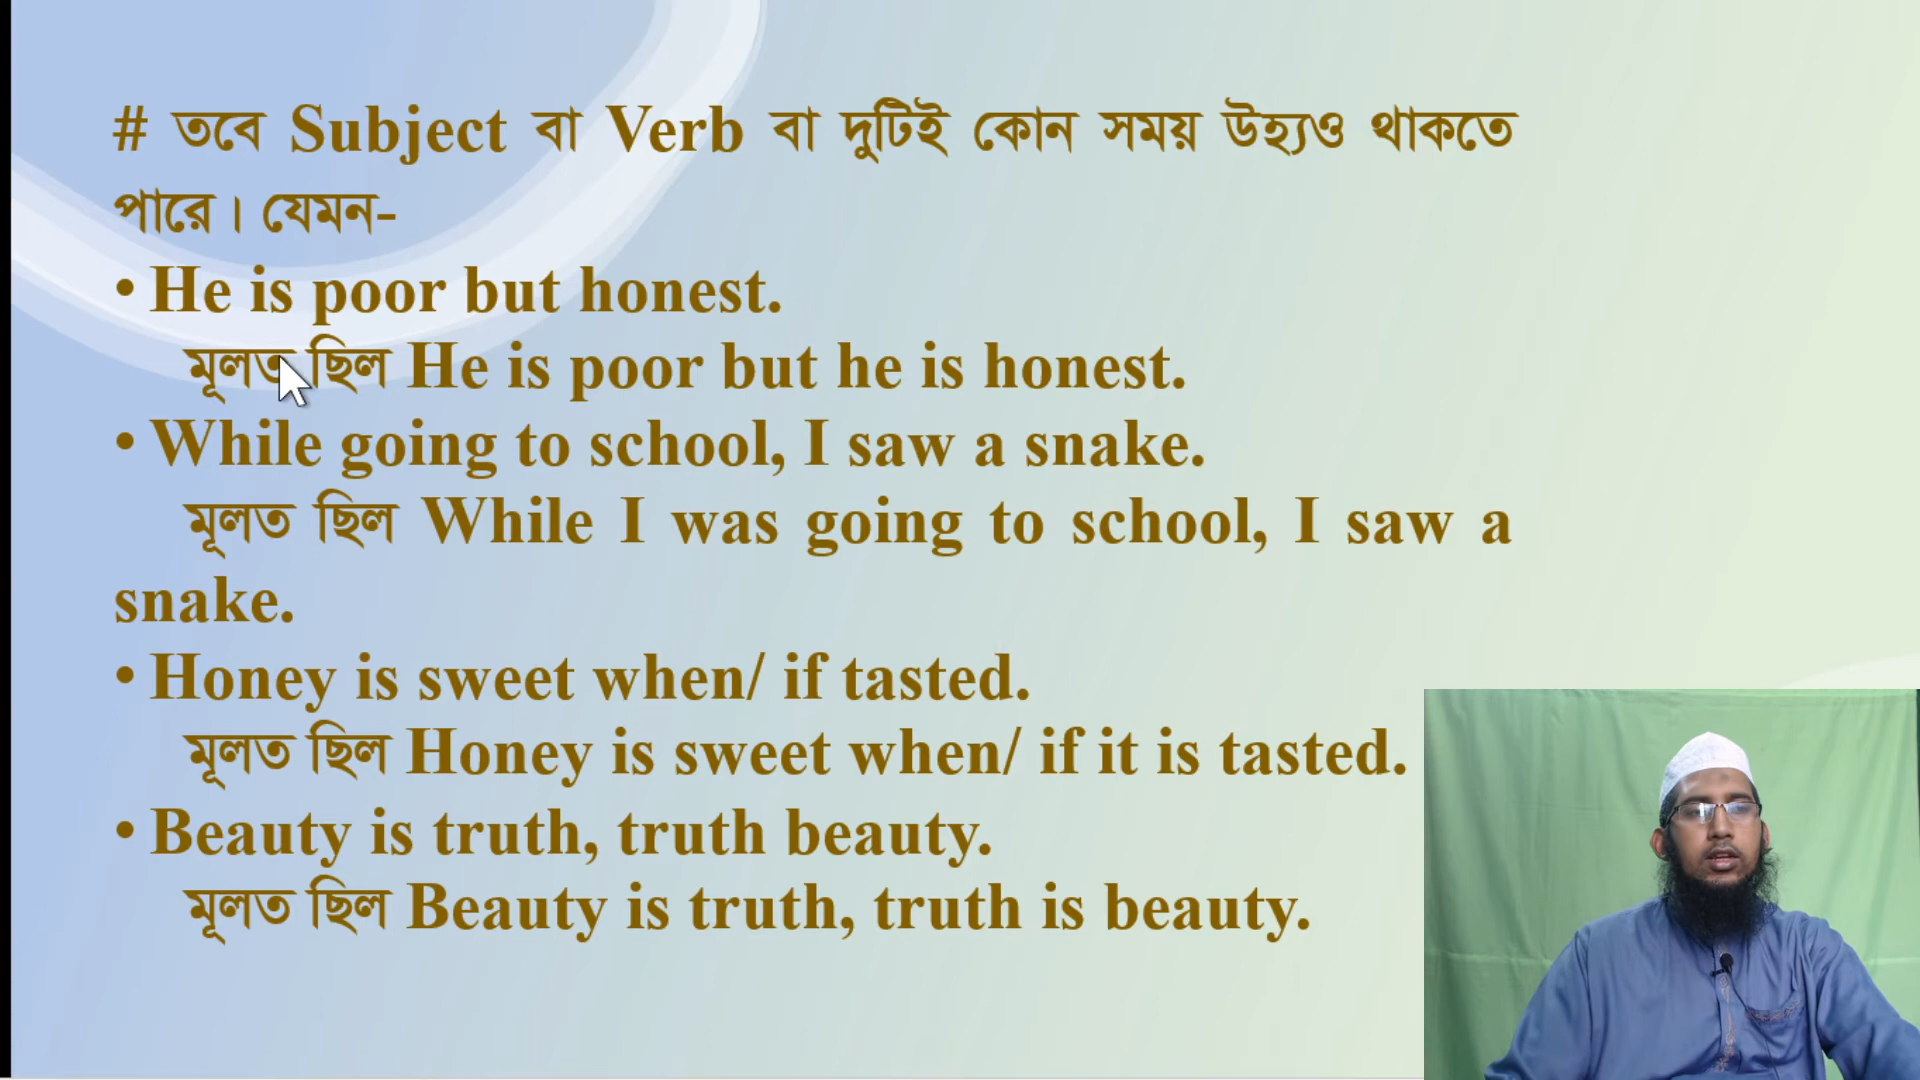 # তবে Subject বা Verb বা দুটিই কোন সময় উহ্যও থাকতে
পারে। যেমন-
• He is poor but honest.
মূলত ছিল He is poor but he is honest.
• While going to school, I saw a snake.
মূলত ছিল While I was going to school, I saw a
snake.
• Honey is sweet when/ if tasted.
মূলত ছিল Honey is sweet when/ if it is tasted.
• Beauty is truth, truth beauty.
মূলত ছিল Beauty is truth, truth is beauty.